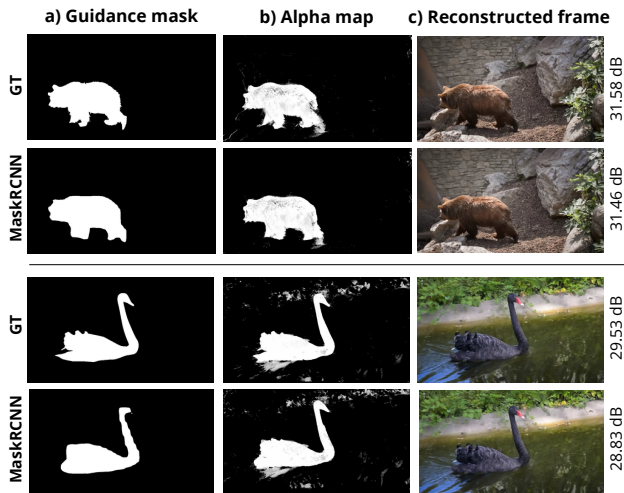 a) Guidance mask b) Alpha map c) Reconstructed frame
GT
31.58 dB
MaskRCNN
31.46 dB
GT
29.53 dB
MaskRCNN
28.83 dB